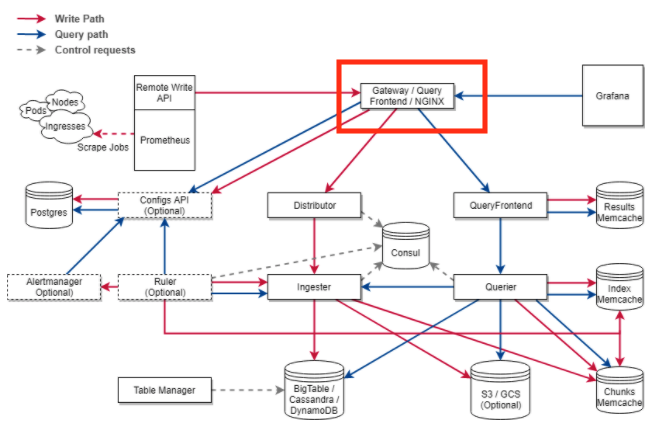 Write Path
Query path
Control requests
Remote Write
API
Gateway / Query
Frontend / NGINX
Grafana
Nodes
Pods
Ingresses
Prometheus
Scrape Jobs
Postgres
Configs API
(Optional)
Distributor
QueryFrontend
Results
Memcache
Consul
Alertmanager
Optional)
Ruler
(Optional)
Ingester
Querier
Index
Memcache
Table Manager
BigTable /
Cassandra /
DynamoDB
S3 / GCS
(Optional)
Chunks
Memcache